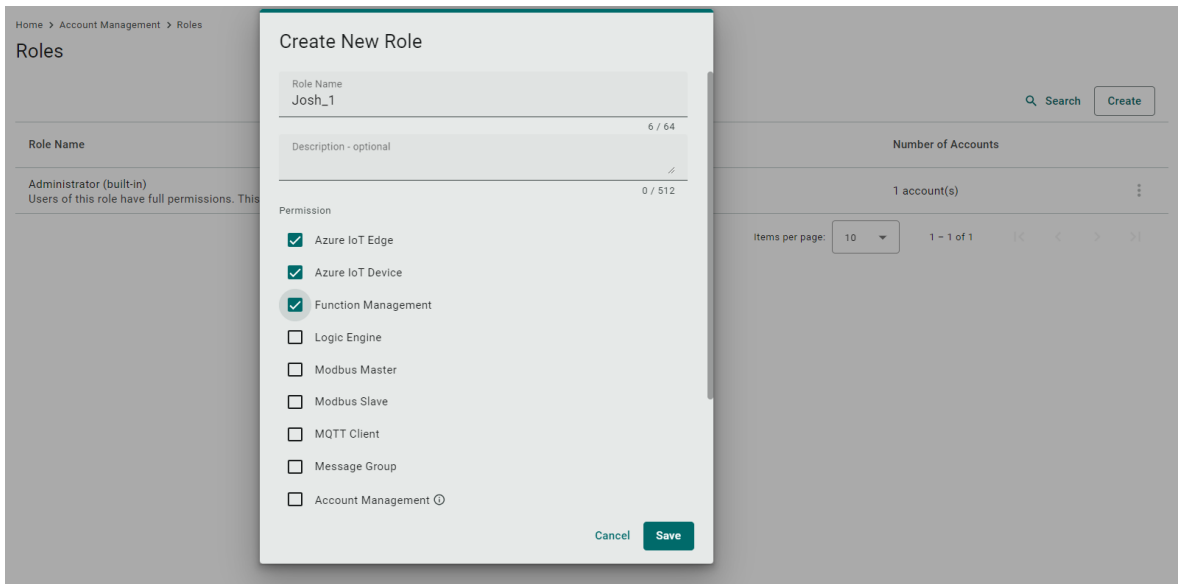 Home > Account Management > Roles
Roles
Search
Create
Role Name
Number of Accounts
Administrator (built-in)
Users of this role have full permissions. This
1 account(s)
Items per page:
10
1 – 1 of 1
Create New Role
Role Name
Josh_1
6 / 64
Description - optional
0 / 512
Permission
Azure IoT Edge
Azure IoT Device
Function Management
Logic Engine
Modbus Master
Modbus Slave
MQTT Client
Message Group
Account Management
Cancel
Save